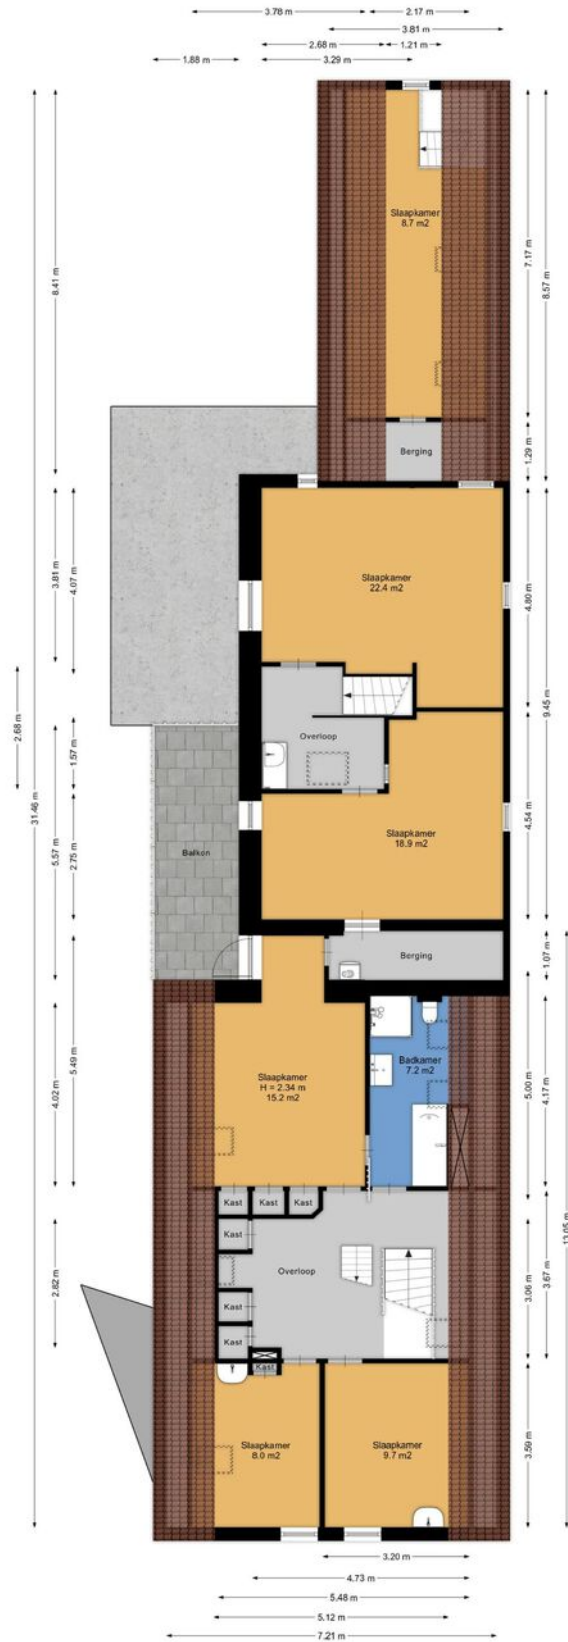 3.78 m
2.17 m
3.81 m
2.68 m
1.21 m
1.88 m
3.29 m
Slaapkamer
8.7 m2
8.41 m
7.17 m
8.57 m
Berging
1.29 m
31.46 m
3.81 m
4.07 m
Slaapkamer
22.4 m2
4.80 m
9.45 m
2.68 m
Overloop
1.57 m
5.57 m
2.75 m
Balkon
Slaapkamer
18.9 m2
4.54 m
Berging
1.07 m
5.49 m
4.02 m
Slaapkamer
H = 2.34 m
15.2 m2
Badkamer
7.2 m2
5.00 m
4.17 m
13.05 m
Kast
Kast
Kast
Kast
Overloop
2.82 m
3.06 m
3.67 m
Kast
Kast
Kast
Slaapkamer
8.0 m2
Slaapkamer
9.7 m2
3.59 m
3.20 m
4.73 m
5.48 m
5.12 m
7.21 m